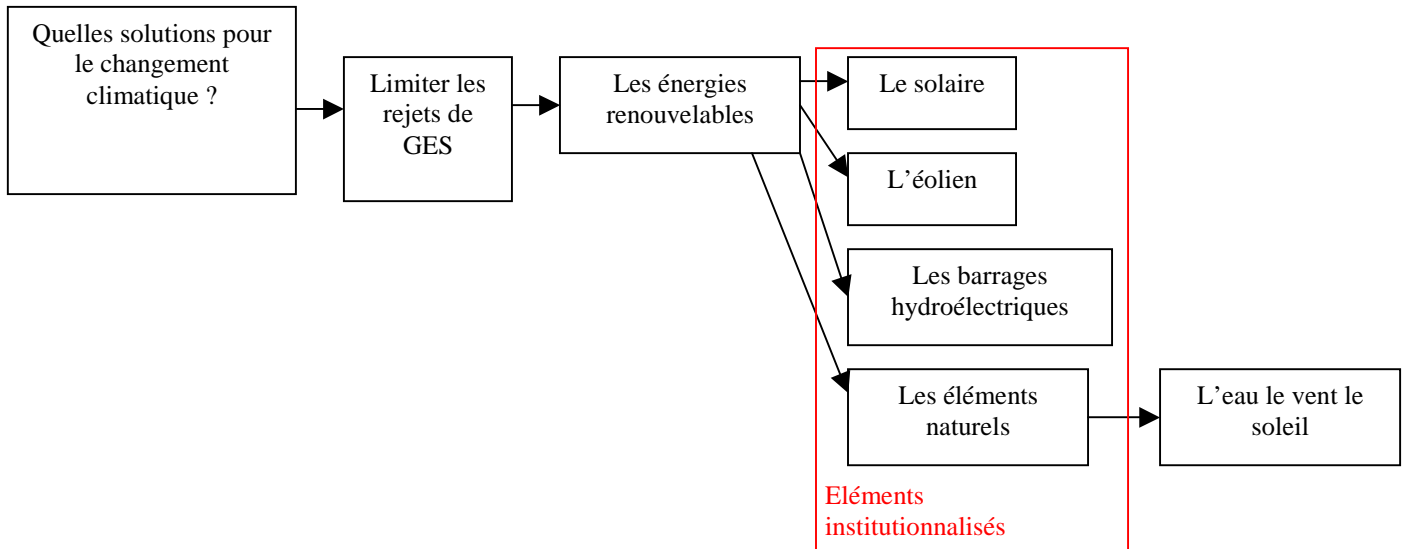 Quelles solutions pour
le changement
climatique ?
Limiter les
rejets de
GES
Les énergies
renouvelables
Le solaire
L'éolien
Les barrages
hydroélectriques
Les éléments
naturels
L'eau le vent le
soleil
Eléments
institutionnalisés